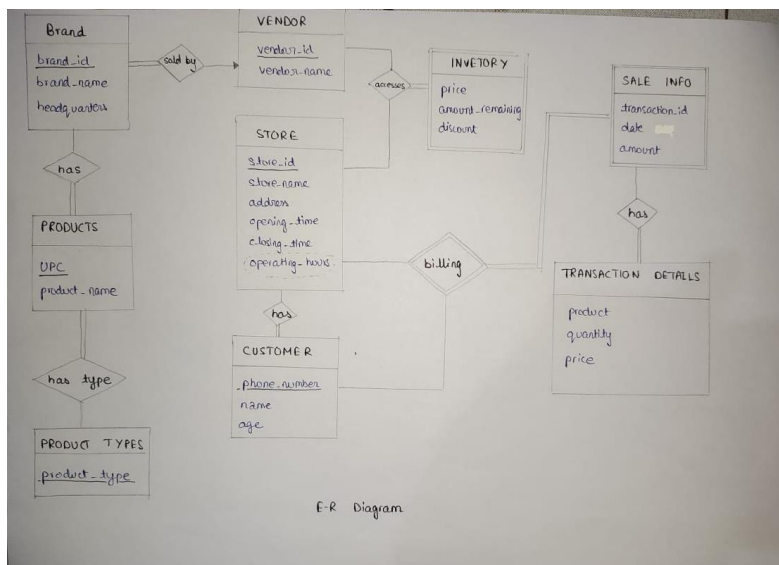 Brand
brand_id
brand_name
headquarters
sold by
VENDOR
vendor_id
vendor_name
accesses
INVETORY
price
amount_remaining
discount
SALE INFO
transaction_id
date
amount
has
PRODUCTS
UPC
product_name
STORE
store_id
store_name
address
opening_time
closing_time
operating_hours
billing
has
TRANSACTION DETAILS
product
quantity
price
has
CUSTOMER
phone_number
name
age
has type
PRODUCT TYPES
product_type
E-R Diagram